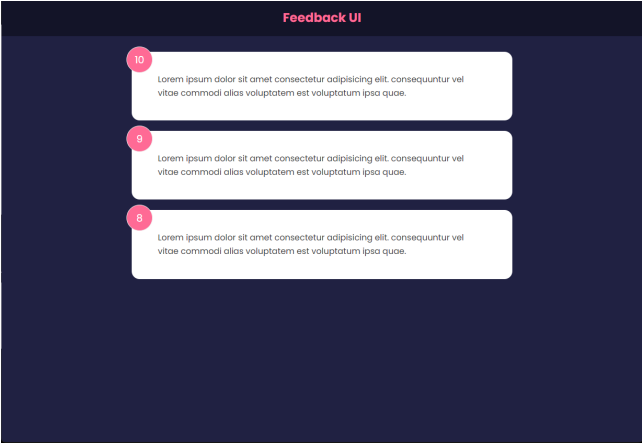 Feedback UI
10
Lorem ipsum dolor sit amet consectetur adipisicing elit. consequuntur vel
vitae commodi alias voluptatem est voluptatum ipsa quae.
9
Lorem ipsum dolor sit amet consectetur adipisicing elit. consequuntur vel
vitae commodi alias voluptatem est voluptatum ipsa quae.
8
Lorem ipsum dolor sit amet consectetur adipisicing elit. consequuntur vel
vitae commodi alias voluptatem est voluptatum ipsa quae.